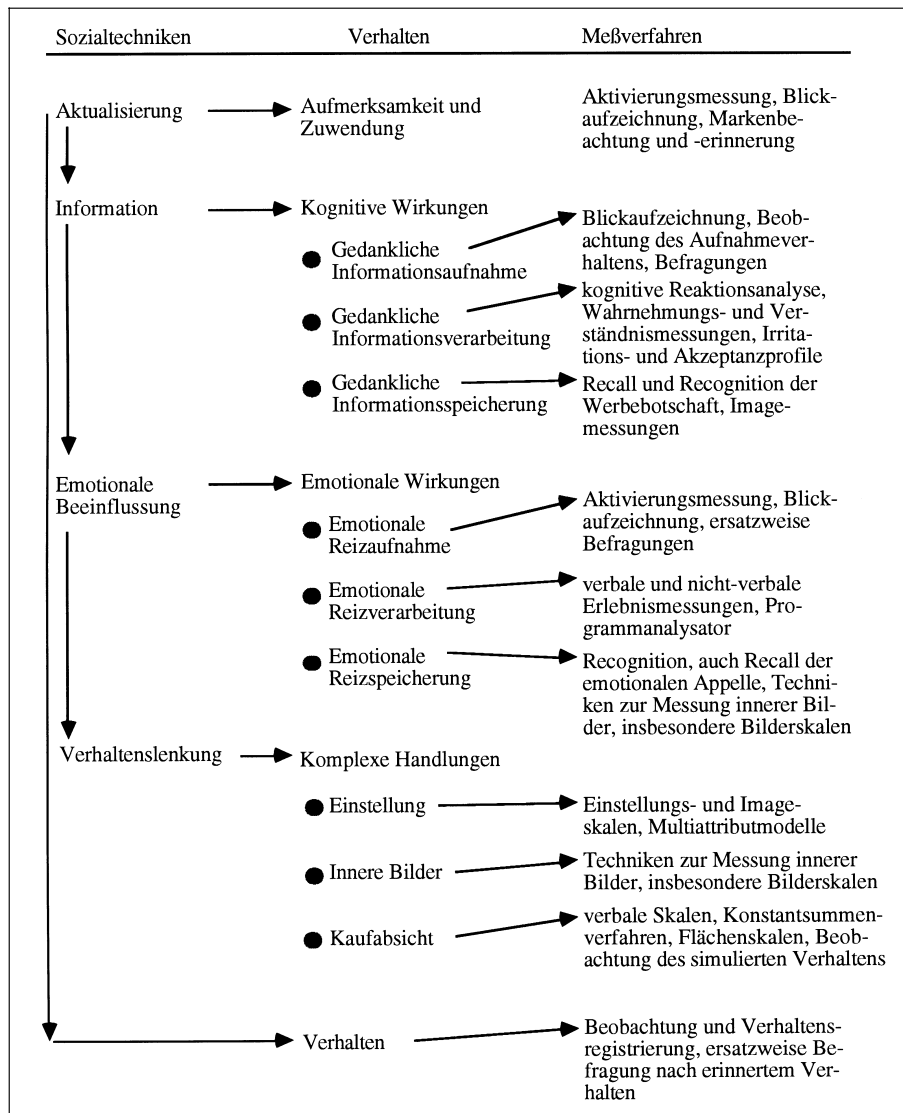 Sozialtechniken Verhalten Meßverfahren
Aktualisierung
Aufmerksamkeit und
Zuwendung
Aktivierungsmessung, Blick-
aufzeichnung, Markenbe-
achtung und -erinnerung
Information
Kognitive Wirkungen
Gedankliche
Informationsaufnahme
Blickaufzeichnung, Beob-
achtung des Aufnahmever-
haltens, Befragungen
Gedankliche
Informationsverarbeitung
kognitive Reaktionsanalyse,
Wahrnehmungs- und Ver-
ständnismessungen, Irrita-
tions- und Akzeptanzprofile
Gedankliche
Informationsspeicherung
Recall und Recognition der
Werbebotschaft, Image-
messungen
Emotionale
Beeinflussung
Emotionale Wirkungen
Emotionale
Reizaufnahme
Aktivierungsmessung, Blick-
aufzeichnung, ersatzweise
Befragungen
Emotionale
Reizverarbeitung
verbale und nicht-verbale
Erlebnismessungen, Pro-
grammanalysator
Emotionale
Reizspeicherung
Recognition, auch Recall der
emotionalen Appelle, Techni-
ken zur Messung innerer Bil-
der, insbesondere Bilderskalen
Verhaltenslenkung
Komplexe Handlungen
Einstellung
Einstellungs- und Image-
skalen, Multiattributmodelle
Innere Bilder
Techniken zur Messung innerer
Bilder, insbesondere Bilderskalen
Kaufabsicht
verbale Skalen, Konstantsummen-
verfahren, Flächenskalen, Beob-
achtung des simulierten Verhaltens
Verhalten
Beobachtung und Verhaltens-
registrierung, ersatzweise Be-
fragung nach erinnertem Ver-
halten